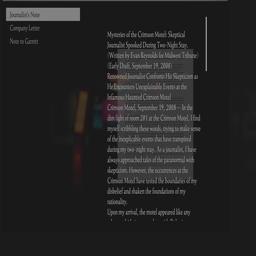 Journalist's Note
Company Letter
Note to Garrett
Mysteries of the Crimson Motel: Skeptical
Journalist Spooked During Two-Night Stay.
(Written by Evan Reynolds for Midwest Tribune)
(Early Draft, September 19, 2008)
Renowned Journalist Confronts His Skepticism as
He Encounters Unexplainable Events at the
Infamous Haunted Crimson Motel
Crimson Motel, September 19, 2008 – In the
dim light of room 201 at the Crimson Motel, I find
myself scribbling these words, trying to make sense
of the inexplicable events that have transpired
during my two-night stay. As a journalist, I have
always approached tales of the paranormal with
skepticism. However, the occurrences at the
Crimson Motel have tested the boundaries of my
disbelief and shaken the foundations of my
rationality.
Upon my arrival, the motel appeared like any